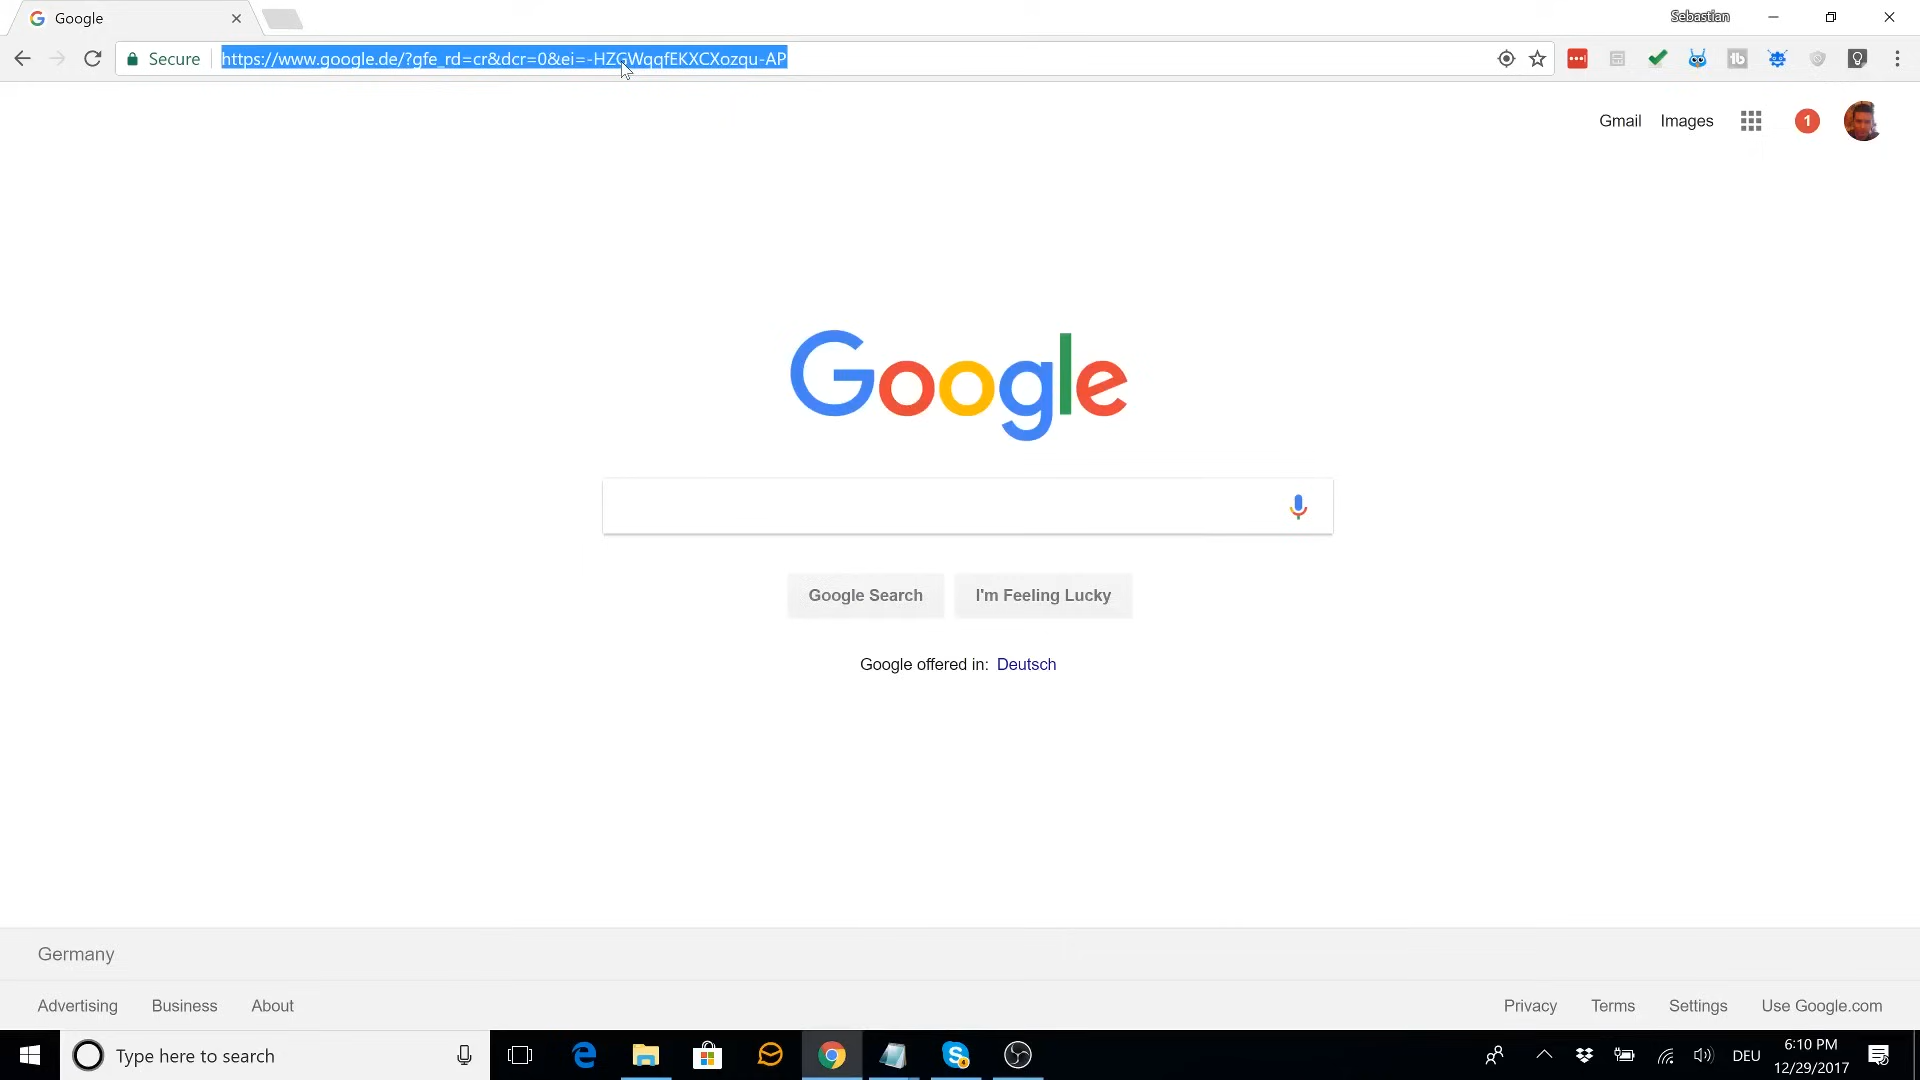 Google
Sebastian
Secure
https://www.google.de/?gfe_rd=cr&dcr=0&ei=-HZGWqqfEKXCXozqu-AP
Gmail Images 1
Google
Google Search I'm Feeling Lucky
Google offered in: Deutsch
Germany
Advertising Business About Privacy Terms Settings Use Google.com
Type here to search
DEU
6:10 PM
12/29/2017